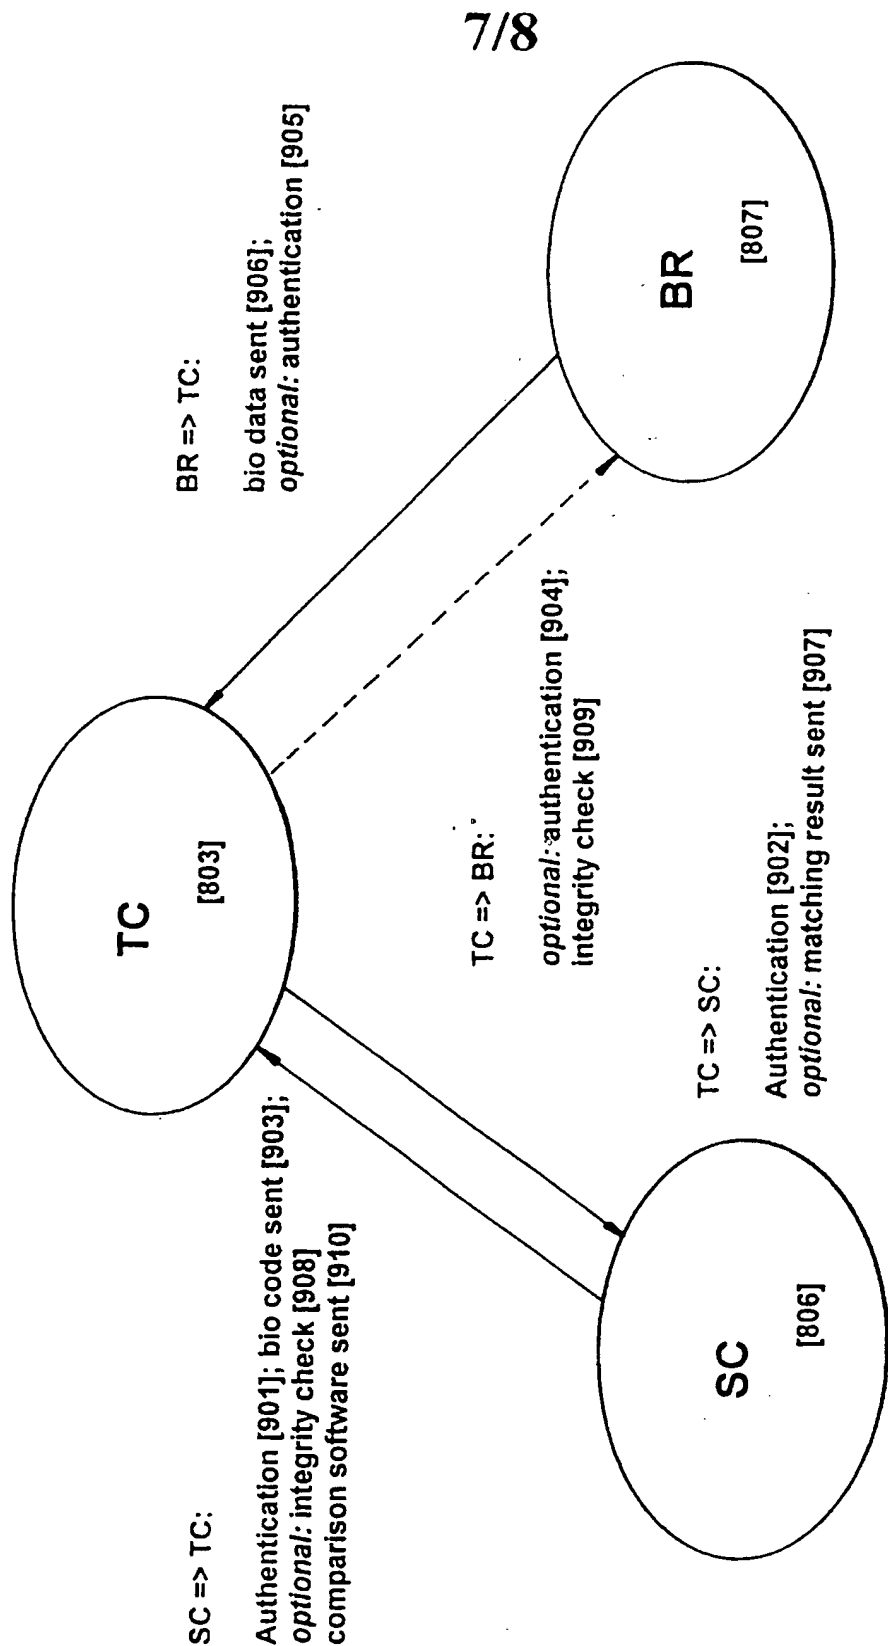 7/8
SC => TC:
Authentication [901]; bio code sent [903];
optional: integrity check [908]
comparison software sent [910]
TC
[803]
BR => TC:
bio data sent [906];
optional: authentication [905]
TC => BR:
optional: authentication [904];
integrity check [909]
TC => SC:
Authentication [902];
optional: matching result sent [907]
SC
[806]
BR
[807]